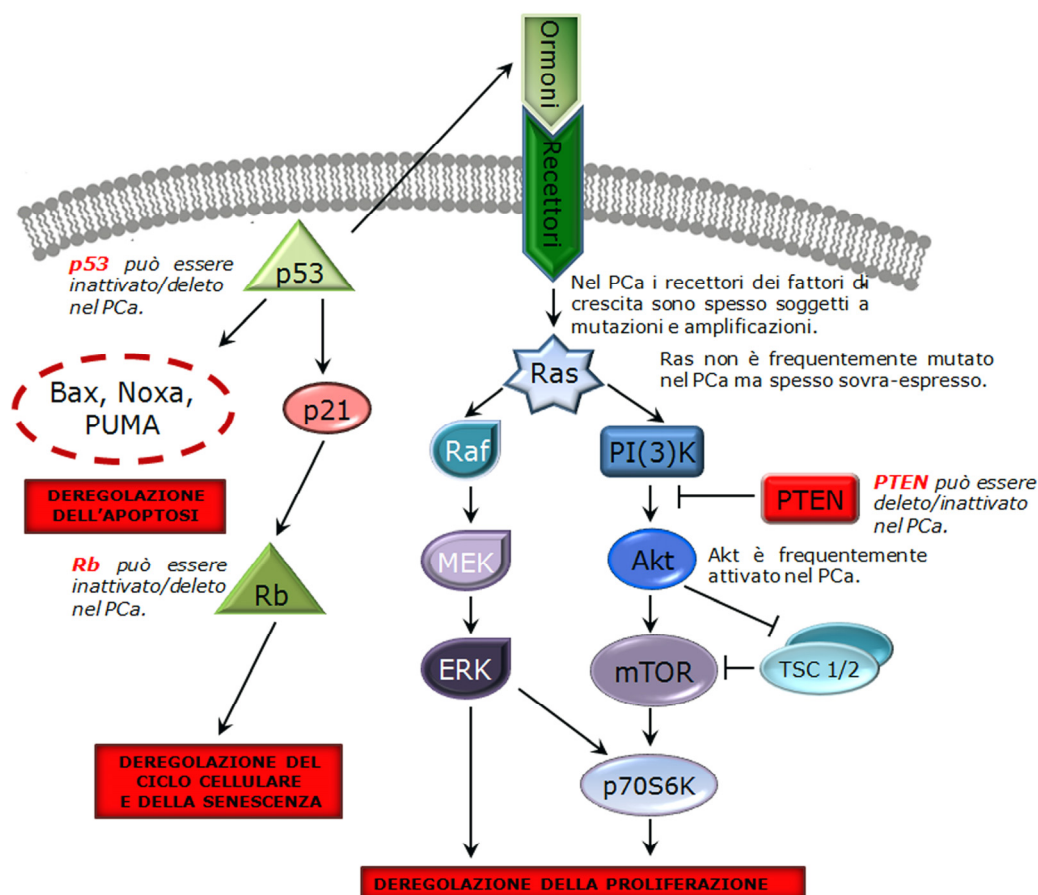 Ormoni
Recettori
p53 può essere
inattivato/deleto
nel PCa.
p53
Nel PCa i recettori dei fattori di
crescita sono spesso soggetti a
mutazioni e amplificazioni.
Ras
Ras non è frequentemente mutato
nel PCa ma spesso sovra-espresso.
Bax, Noxa,
PUMA
p21
Raf
PI(3)K
DEREGOLAZIONE
DELL'APOPTOSI
PTEN
PTEN può essere
deleto/inattivato
nel PCa.
MEK
Akt
Akt è frequentemente
attivato nel PCa.
Rb può essere
inattivato/deleto
nel PCa.
Rb
ERK
mTOR
TSC 1/2
DEREGOLAZIONE DEL
CICLO CELLULARE
E DELLA SENESCENZA
p70S6K
DEREGOLAZIONE DELLA PROLIFERAZIONE